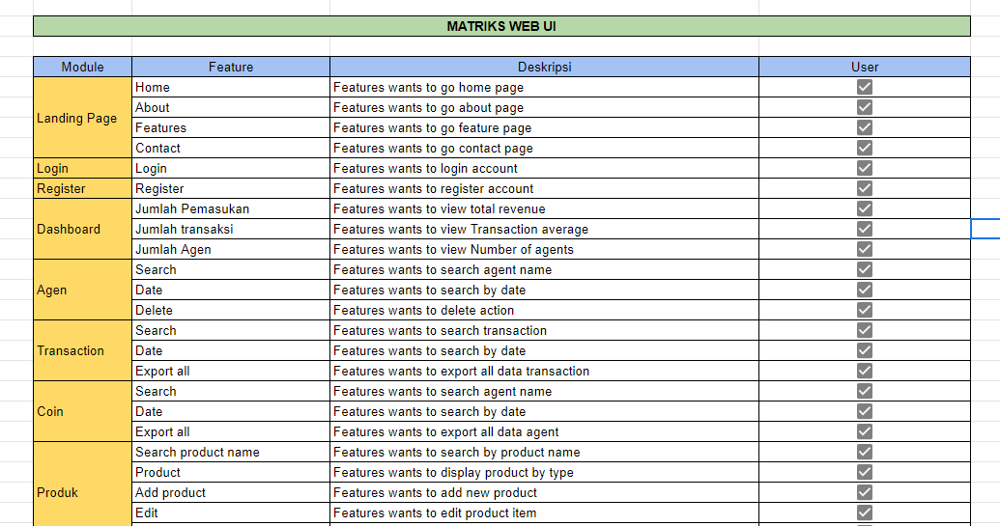 MATRIKS WEB UI
Module Feature Deskripsi User
Landing Page Home Features wants to go home page
About Features wants to go about page
Features Features wants to go feature page
Contact Features wants to go contact page
Login Login Features wants to login account
Register Register Features wants to register account
Dashboard Jumlah Pemasukan Features wants to view total revenue
Jumlah transaksi Features wants to view Transaction average
Jumlah Agen Features wants to view Number of agents
Agen Search Features wants to search agent name
Date Features wants to search by date
Delete Features wants to delete action
Transaction Search Features wants to search transaction
Date Features wants to search by date
Export all Features wants to export all data transaction
Coin Search Features wants to search agent name
Date Features wants to search by date
Export all Features wants to export all data agent
Produk Search product name Features wants to search by product name
Product Features wants to display product by type
Add product Features wants to add new product
Edit Features wants to edit product item